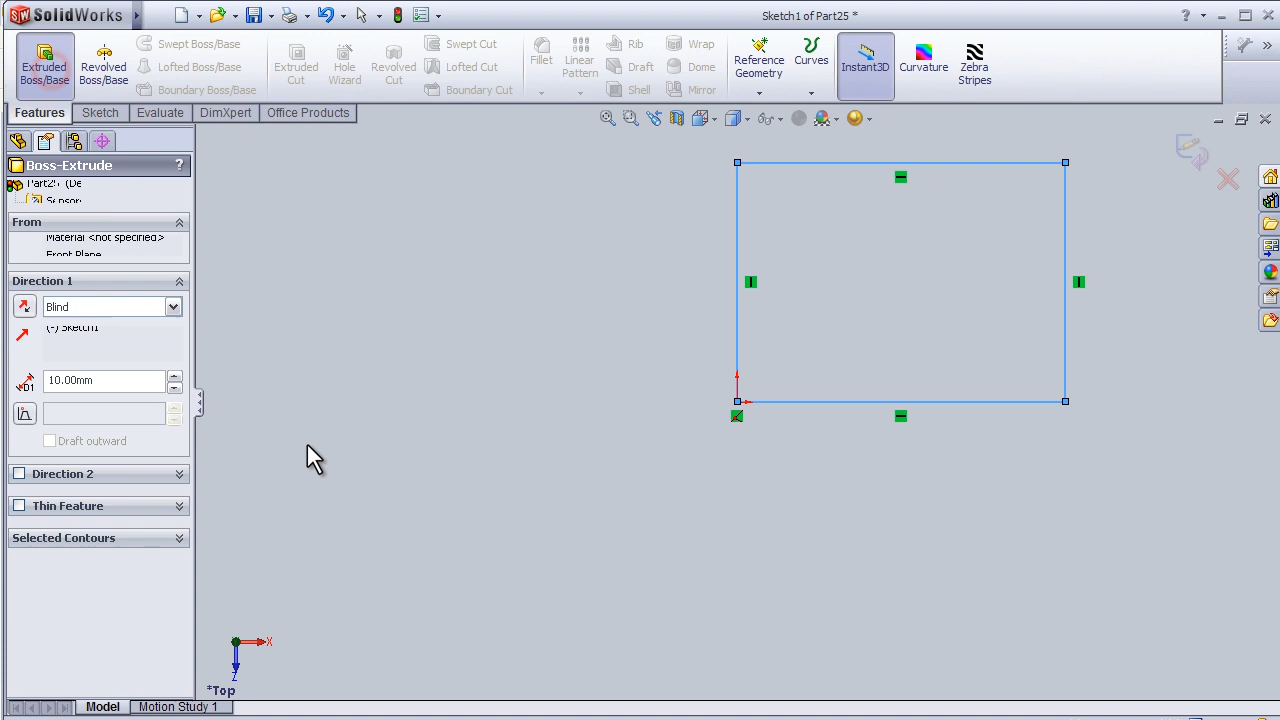 SolidWorks
Sketch1 of Part25 *
?
Extruded Boss/Base
Revolved Boss/Base
Swept Boss/Base
Lofted Boss/Base
Boundary Boss/Base
Extruded Cut
Hole Wizard
Revolved Cut
Swept Cut
Lofted Cut
Boundary Cut
Fillet
Linear Pattern
Rib
Draft
Shell
Wrap
Dome
Mirror
Reference Geometry
Curves
Instant3D
Curvature
Zebra Stripes
Features
Sketch
Evaluate
DimXpert
Office Products
Boss-Extrude
?
Part25 (De
Sensor
From
Material <not specified>
Front Plane
Direction 1
Blind
(-) Sketch1
D1
10.00mm
Draft outward
Direction 2
Thin Feature
Selected Contours
X
Z
*Top
Model
Motion Study 1